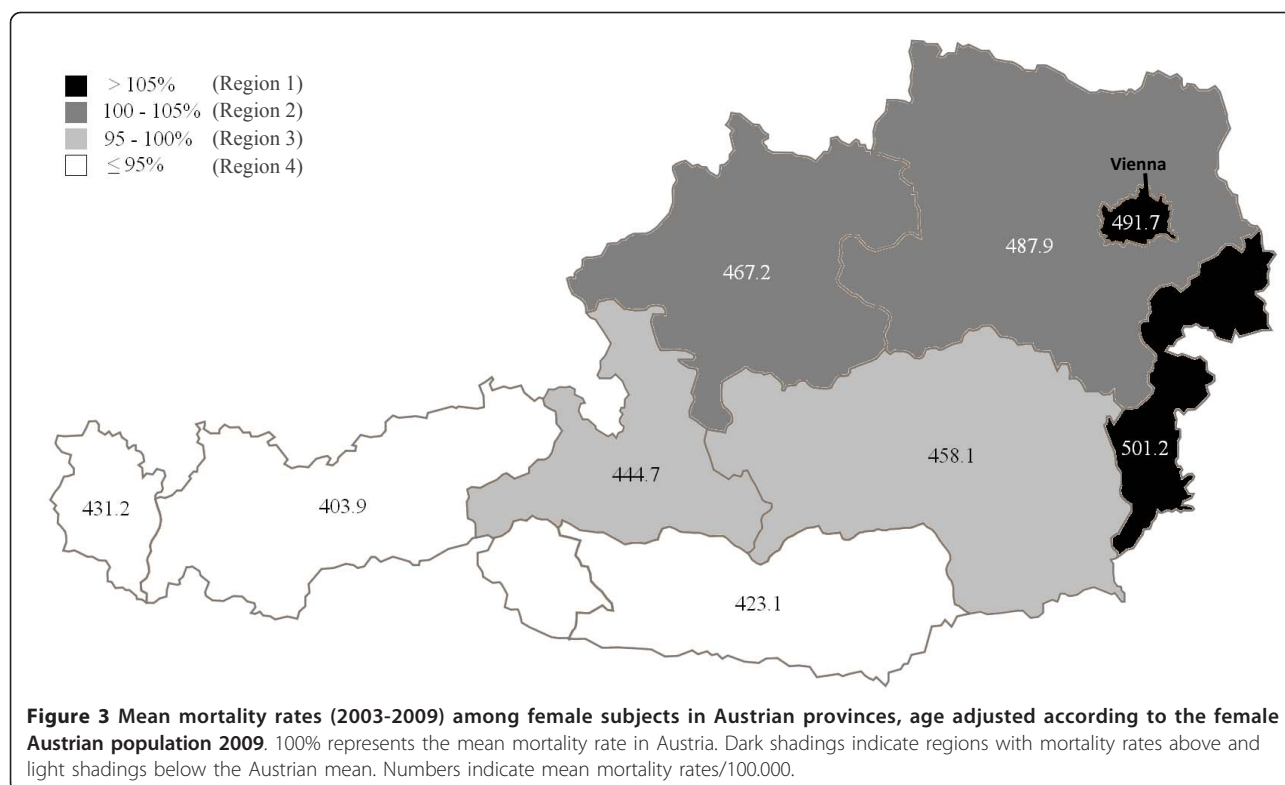 > 105% (Region 1)
100 - 105% (Region 2)
95 - 100% (Region 3)
≤ 95% (Region 4)
Vienna
491.7
487.9
467.2
501.2
458.1
444.7
403.9
431.2
423.1
Figure 3 Mean mortality rates (2003-2009) among female subjects in Austrian provinces, age adjusted according to the female
Austrian population 2009. 100% represents the mean mortality rate in Austria. Dark shadings indicate regions with mortality rates above and
light shadings below the Austrian mean. Numbers indicate mean mortality rates/100.000.